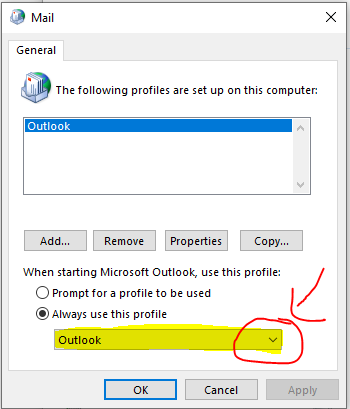 Mail
General
The following profiles are set up on this computer:
Outlook
Add... Remove Properties Copy...
When starting Microsoft Outlook, use this profile:
Prompt for a profile to be used
Always use this profile
Outlook
OK Cancel Apply